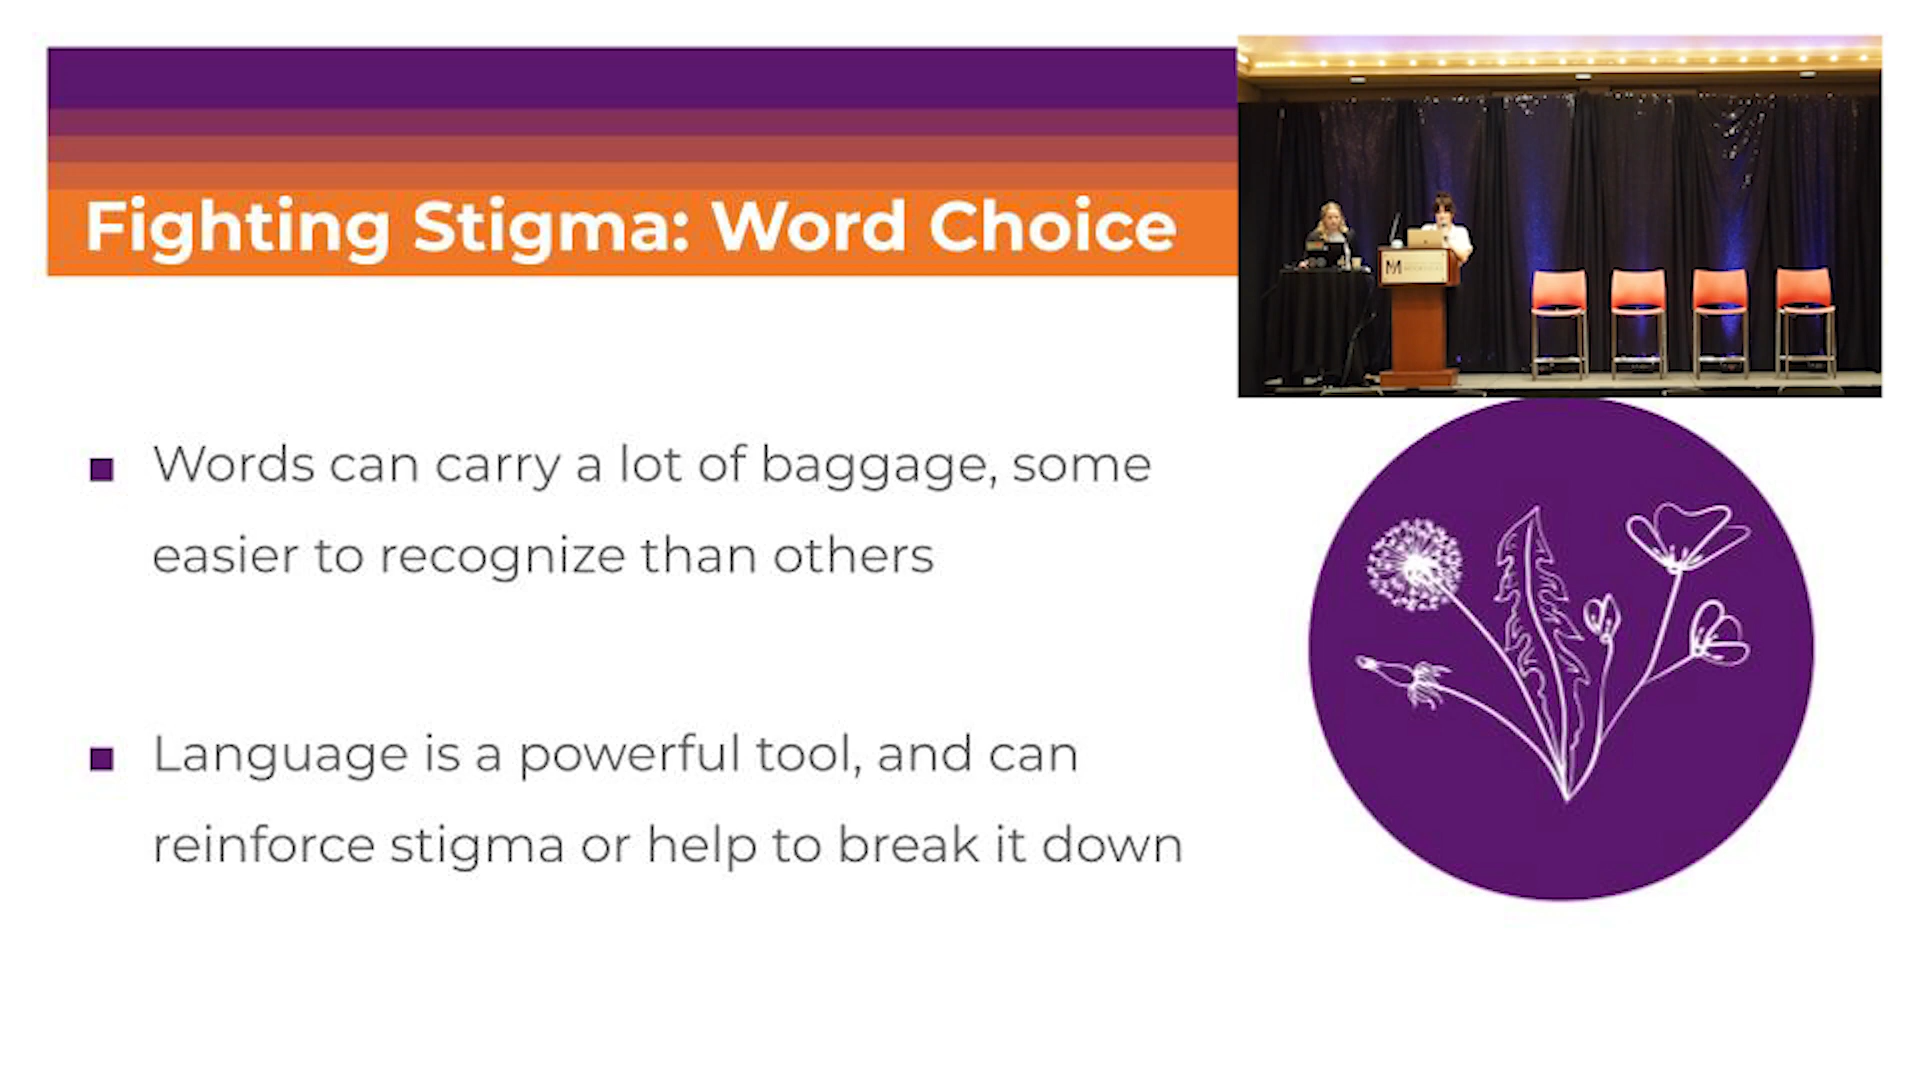 Fighting Stigma: Word Choice
Words can carry a lot of baggage, some
easier to recognize than others
Language is a powerful tool, and can
reinforce stigma or help to break it down